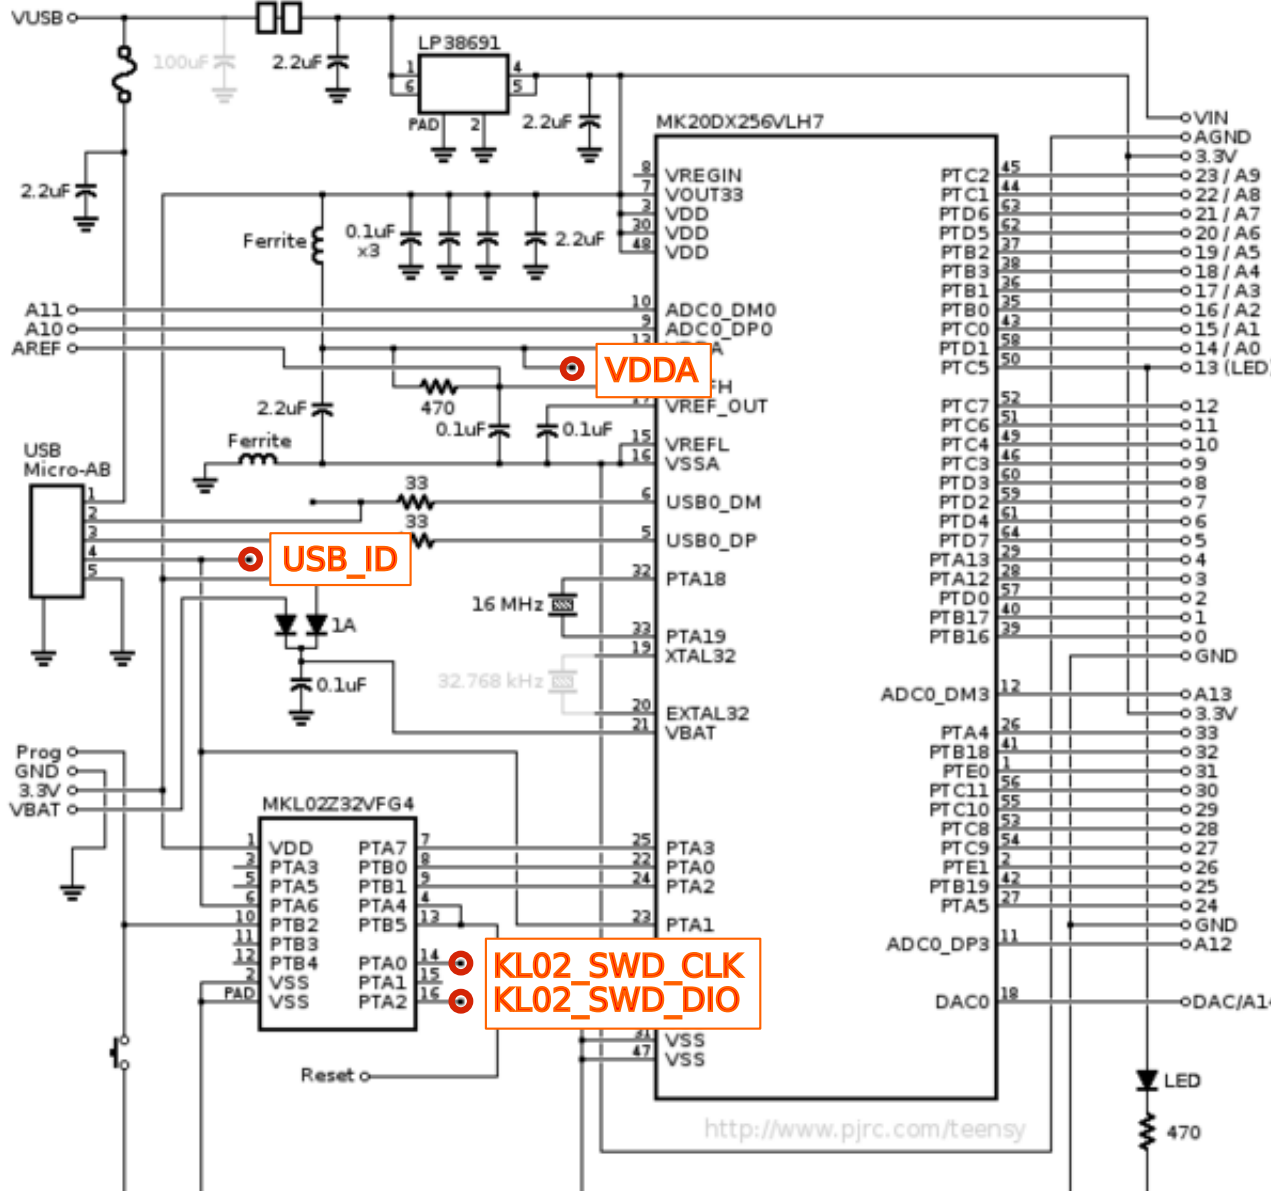 VUSB
100uF
2.2uF
LP38691
1
6
4
5
PAD
2
2.2uF
2.2uF
MK20DX256VLH7
VIN
AGND
3.3V
8 VREGIN
7 VOUT33
3 VDD
30 VDD
48 VDD
Ferrite
0.1uF
x3
2.2uF
PTC2 45 23 / A9
PTC1 44 22 / A8
PTD6 63 21 / A7
PTD5 62 20 / A6
PTB2 37 19 / A5
PTB3 38 18 / A4
PTB1 36 17 / A3
PTB0 35 16 / A2
PTC0 43 15 / A1
PTD1 58 14 / A0
PTC5 50 13 (LED)
A11
A10
AREF
10 ADC0_DM0
9 ADC0_DP0
VDDA
470
2.2uF
0.1uF
0.1uF
17 VREF_OUT
15 VREFL
16 VSSA
Ferrite
USB
Micro-AB
1
2
3
4
5
33
33
6 USB0_DM
5 USB0_DP
USB_ID
PTC7 52 12
PTC6 51 11
PTC4 49 10
PTC3 46 9
PTD3 60 8
PTD2 59 7
PTD4 61 6
PTD7 64 5
PTA13 29 4
PTA12 28 3
PTD0 57 2
PTB17 40 1
PTB16 39 0
GND
32 PTA18
16 MHz
33 PTA19
19 XTAL32
32.768 kHz
20 EXTAL32
21 VBAT
1A
0.1uF
ADC0_DM3 12 A13
3.3V
PTA4 26 33
PTB18 41 32
PTE0 1 31
PTC11 56 30
PTC10 55 29
PTC8 53 28
PTC9 54 27
PTE1 2 26
PTB19 42 25
PTA5 27 24
GND
ADC0_DP3 11 A12
DAC0 18 DAC/A14
Prog
GND
3.3V
VBAT
MKL02Z32VFG4
1 VDD
3 PTA3
5 PTA5
6 PTA6
10 PTB2
11 PTB3
12 PTB4
2 VSS
PAD VSS
PTA7 7
PTB0 8
PTB1 9
PTA4 4
PTB5 13
PTA0 14
PTA1 15
PTA2 16
25 PTA3
22 PTA0
24 PTA2
23 PTA1
KL02_SWD_CLK
KL02_SWD_DIO
31 VSS
47 VSS
Reset
LED
470
http://www.pjrc.com/teensy